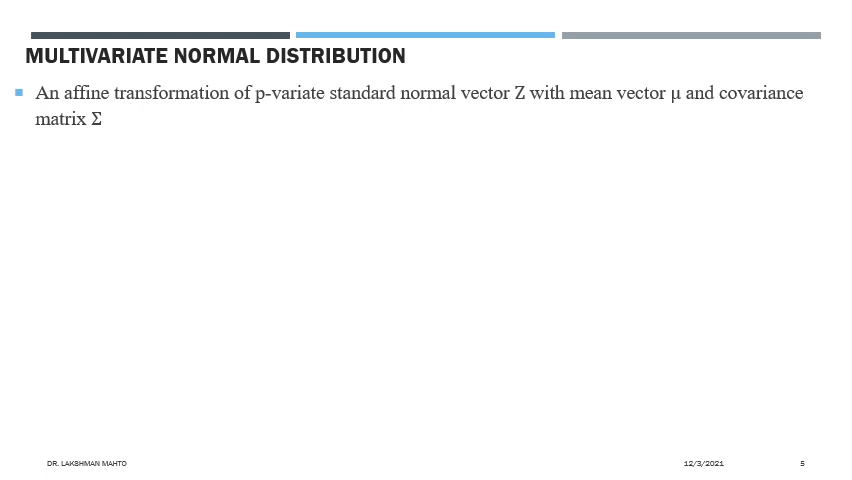 MULTIVARIATE NORMAL DISTRIBUTION
An affine transformation of p-variate standard normal vector Z with mean vector μ and covariance
matrix Σ
DR. LAKSHMAN MAHTO
12/3/2021
5